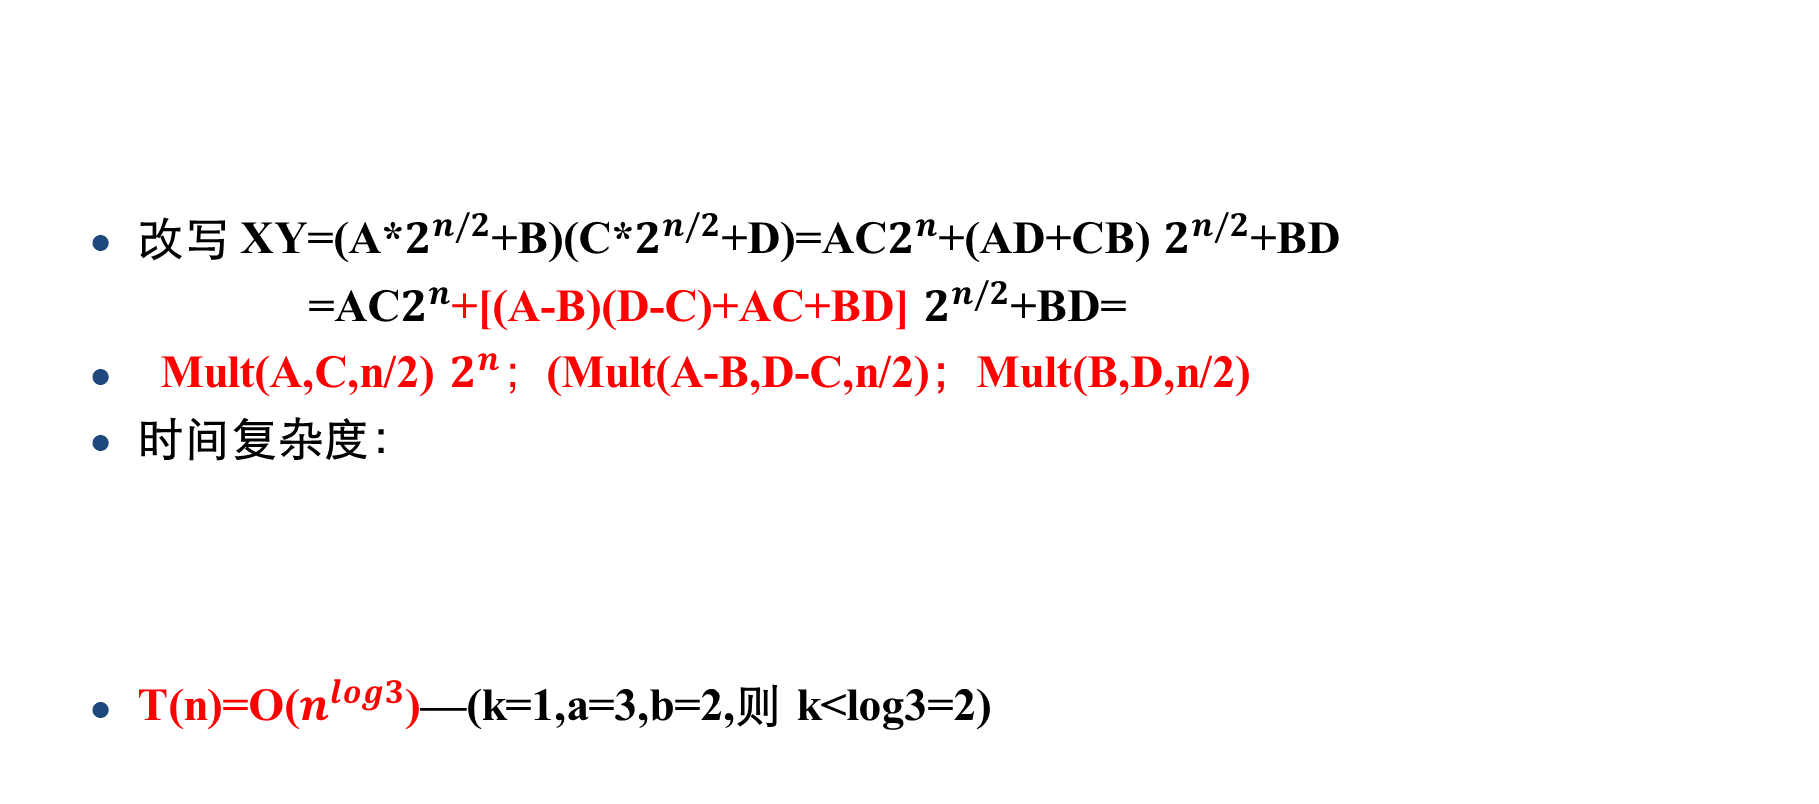 • 改写 XY=(A*2^{n/2}+B)(C*2^{n/2}+D)=AC2^n+(AD+CB) 2^{n/2}+BD
=AC2^n+[(A-B)(D-C)+AC+BD] 2^{n/2}+BD=
• Mult(A,C,n/2) 2^n；(Mult(A-B,D-C,n/2)；Mult(B,D,n/2)
• 时间复杂度：
• T(n)=O(n^{log3})—(k=1,a=3,b=2,则 k<log3=2)